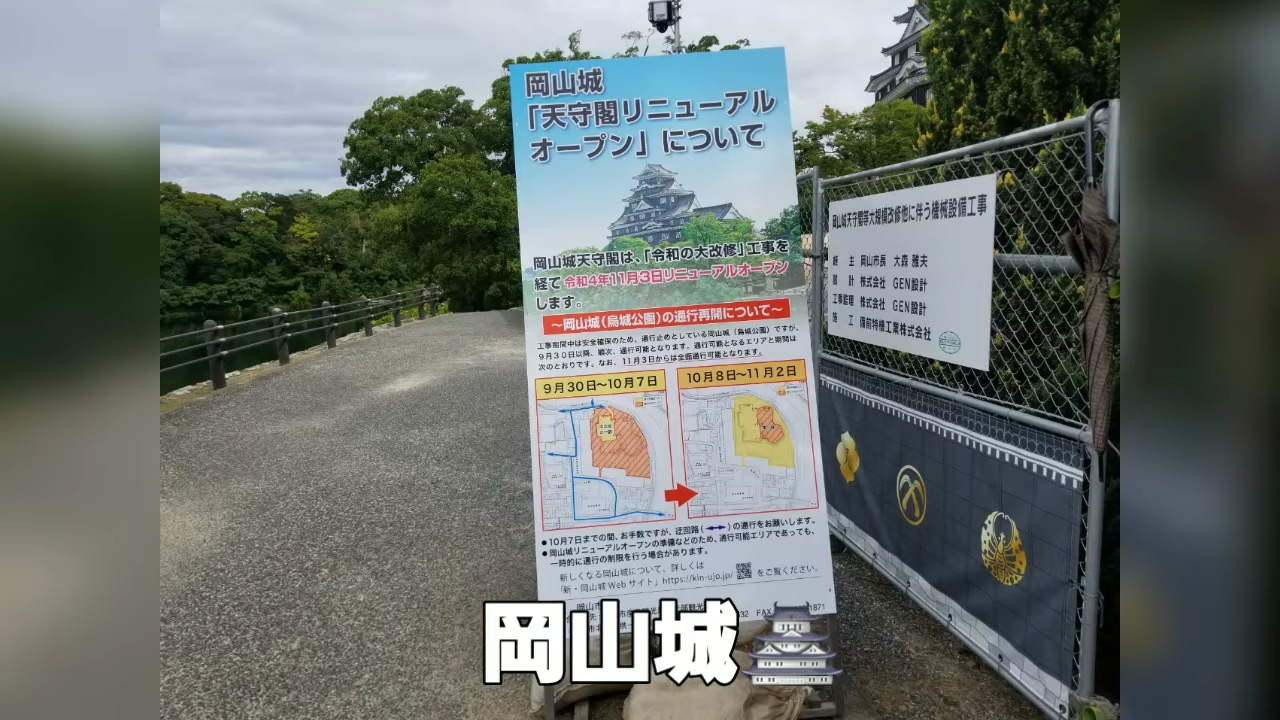 岡山城
「天守閣リニューアル
オープン」について
岡山城天守閣は、「令和の大改修」工事を
経て令和4年11月3日リニューアルオープン
します。
～岡山城(烏城公園)の通行再開について～
工事期間中は安全確保のため、通行止めとしている岡山城(烏城公園)ですが、
9月30日以降、順次、通行可能となります。通行可能となるエリアと期間は
次のとおりです。なお、11月3日からは全面通行可能となります。
9月30日～10月7日
10月8日～11月2日
●10月7日までの間、お手数ですが、迂回路( )の通行をお願いします。
●岡山城リニューアルオープンの準備などのため、通行可能エリアであっても、
一時的に通行の制限を行う場合があります。
新しくなる岡山城について、詳しくは
「新・岡山城Webサイト」https://kin-ujo.jp/ をご覧ください。
岡山城天守閣等大規模改修他に伴う機械設備工事
主 岡山市長 大森 雅夫
設 計 株式会社 GEN設計
工事監理 株式会社 GEN設計
施 工 備前特機工業株式会社
岡山城